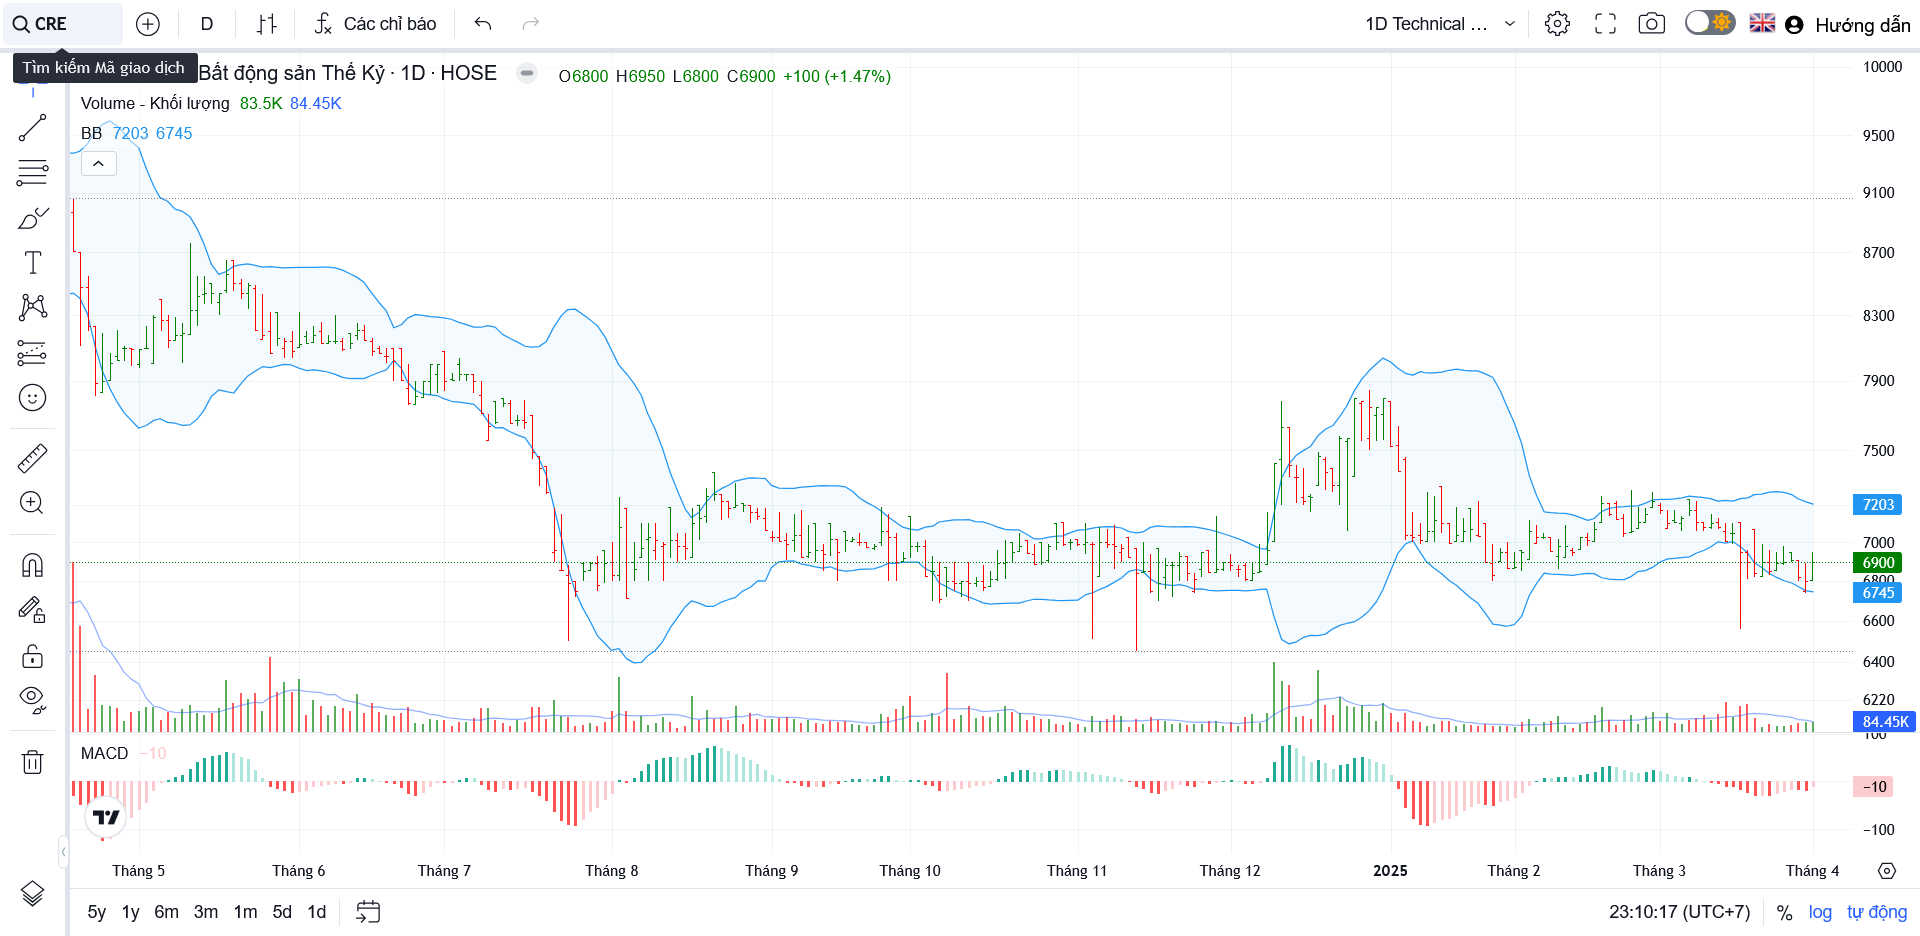 CRE
D
Các chỉ báo
1D Technical ...
Hướng dẫn
Tìm kiếm Mã giao dịch
Bất động sản Thế Kỷ · 1D · HOSE
O6800 H6950 L6800 C6900 +100 (+1.47%)
Volume - Khối lượng 83.5K 84.45K
BB 7203 6745
10000
9500
9100
8700
8300
7900
7500
7203
7000
6900
6800
6745
6600
6400
6220
84.45K
100
MACD −10
−10
−100
Tháng 5
Tháng 6
Tháng 7
Tháng 8
Tháng 9
Tháng 10
Tháng 11
Tháng 12
2025
Tháng 2
Tháng 3
Tháng 4
5y 1y 6m 3m 1m 5d 1d
23:10:17 (UTC+7)
% log tự động